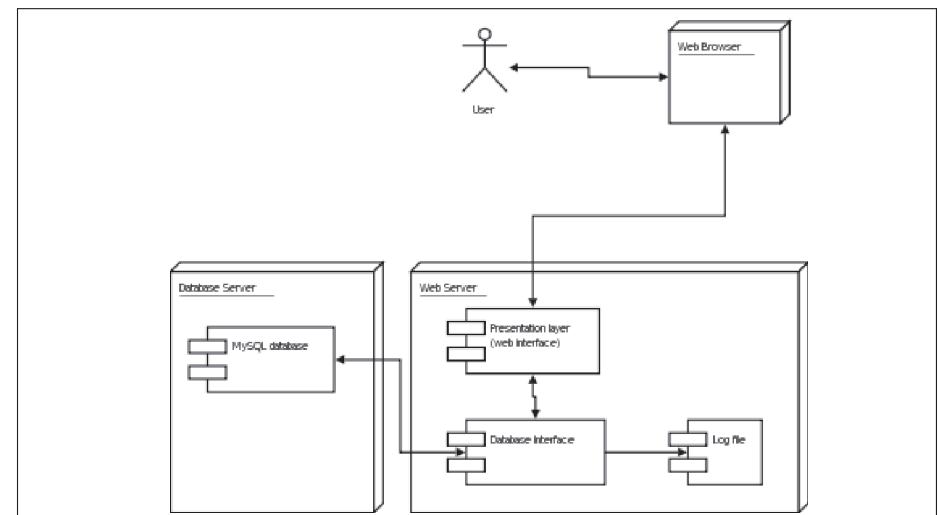 Web Browser
User
Database Server
Web Server
MySQL database
Presentation layer
(web interface)
Database Interface
Log file